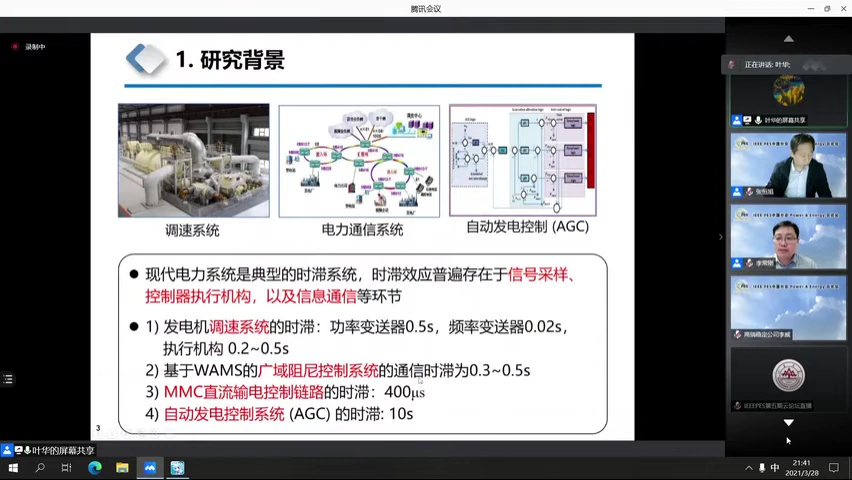 腾讯会议
录制中
1. 研究背景
正在讲话: 叶华;
叶华的屏幕共享
张恒旭
李常刚
南瑞稳定公司李威
IEEEPES第五期云论坛直播
调速系统
电力通信系统
自动发电控制 (AGC)
● 现代电力系统是典型的时滞系统，时滞效应普遍存在于信号采样、
控制器执行机构，以及信息通信等环节
● 1) 发电机调速系统的时滞：功率变送器0.5s，频率变送器0.02s，
执行机构 0.2~0.5s
2) 基于WAMS的广域阻尼控制系统的通信时滞为0.3~0.5s
3) MMC直流输电控制链路的时滞：400μs
4) 自动发电控制系统 (AGC) 的时滞: 10s
3
叶华的屏幕共享
中
21:41
2021/3/28